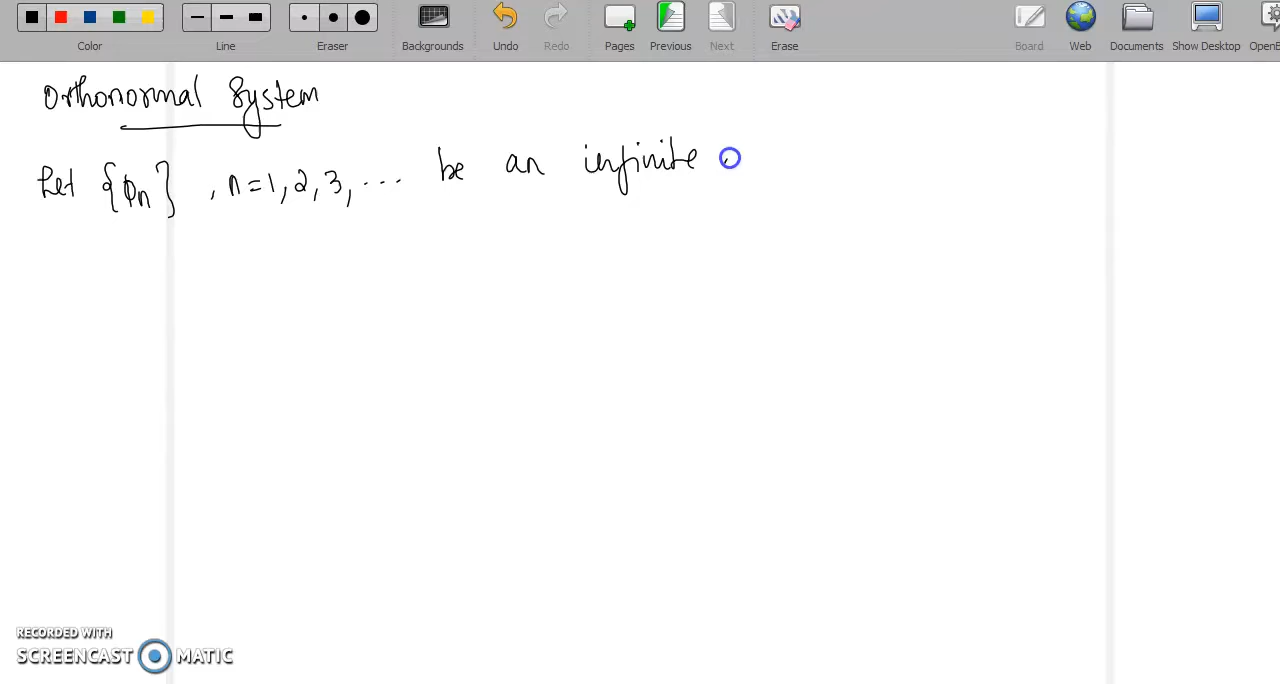 Color Line Eraser Backgrounds Undo Redo Pages Previous Next Erase Board Web Documents Show Desktop OpenB
Orthonormal System
Let {φn} , n=1,2,3,... be an infinite
RECORDED WITH
SCREENCAST MATIC